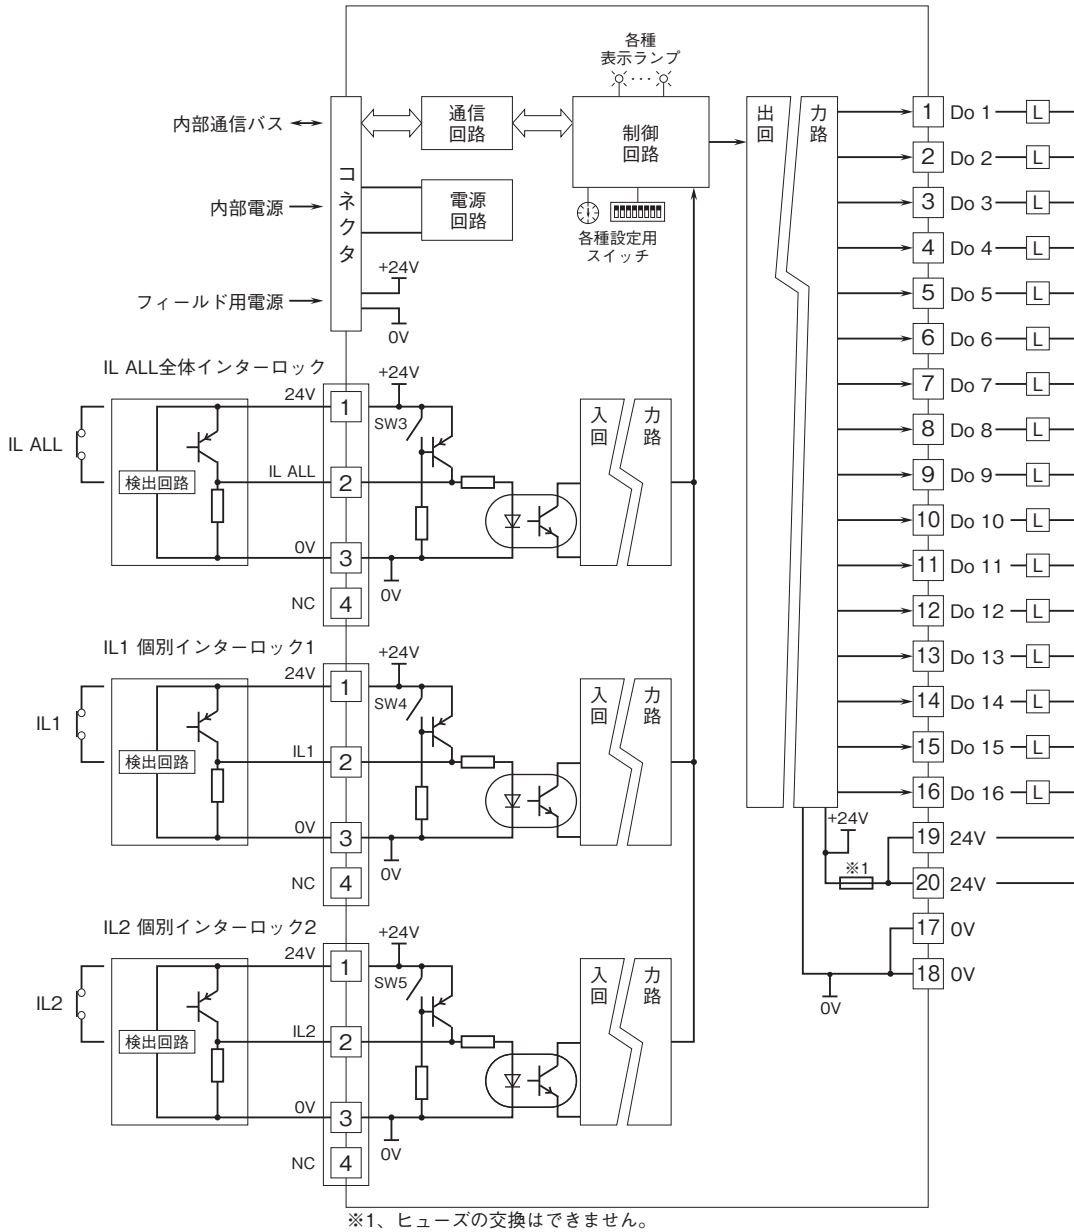 各種
表示ランプ
内部通信バス
コネクタ
通信
回路
制御
回路
出力
回路
内部電源
電源
回路
各種設定用
スイッチ
+24V
フィールド用電源
0V
1 Do 1 L
2 Do 2 L
3 Do 3 L
4 Do 4 L
5 Do 5 L
6 Do 6 L
7 Do 7 L
8 Do 8 L
9 Do 9 L
10 Do 10 L
11 Do 11 L
12 Do 12 L
13 Do 13 L
14 Do 14 L
15 Do 15 L
16 Do 16 L
+24V
※1
19 24V
20 24V
17 0V
18 0V
0V
IL ALL全体インターロック
+24V
24V
1
SW3
IL ALL
検出回路
IL ALL
2
0V
3
0V
NC
4
入力
回路
IL1 個別インターロック1
+24V
24V
1
SW4
IL1
検出回路
IL1
2
0V
3
0V
NC
4
入力
回路
IL2 個別インターロック2
+24V
24V
1
SW5
IL2
検出回路
IL2
2
0V
3
0V
NC
4
入力
回路
※1、ヒューズの交換はできません。